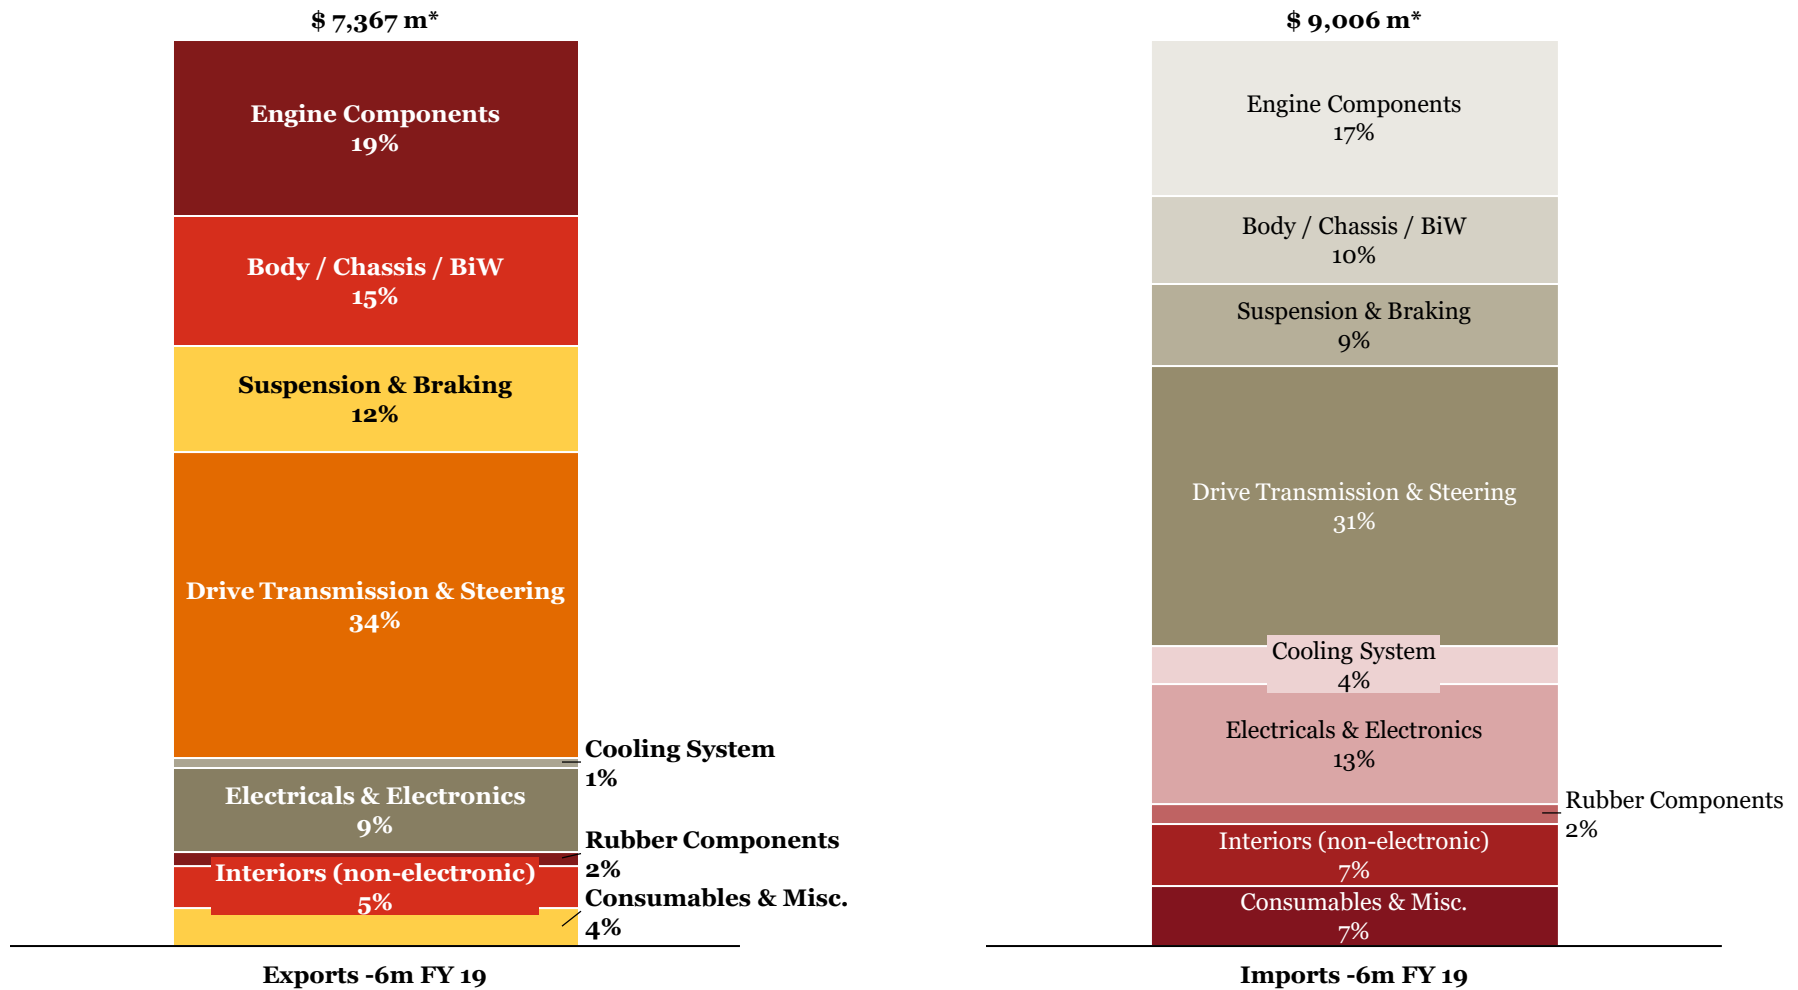 $ 7,367 m*
Engine Components
19%
Body / Chassis / BiW
15%
Suspension & Braking
12%
Drive Transmission & Steering
34%
Cooling System
1%
Electricals & Electronics
9%
Rubber Components
2%
Interiors (non-electronic)
5%
Consumables & Misc.
4%
Exports -6m FY 19
$ 9,006 m*
Engine Components
17%
Body / Chassis / BiW
10%
Suspension & Braking
9%
Drive Transmission & Steering
31%
Cooling System
4%
Electricals & Electronics
13%
Rubber Components
2%
Interiors (non-electronic)
7%
Consumables & Misc.
7%
Imports -6m FY 19